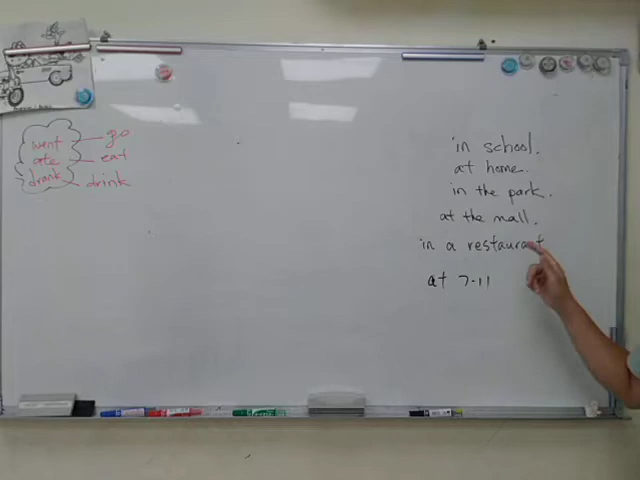 went go
ate eat
drank drink
in school.
at home.
in the park.
at the mall.
in a restaurant
at 7-11